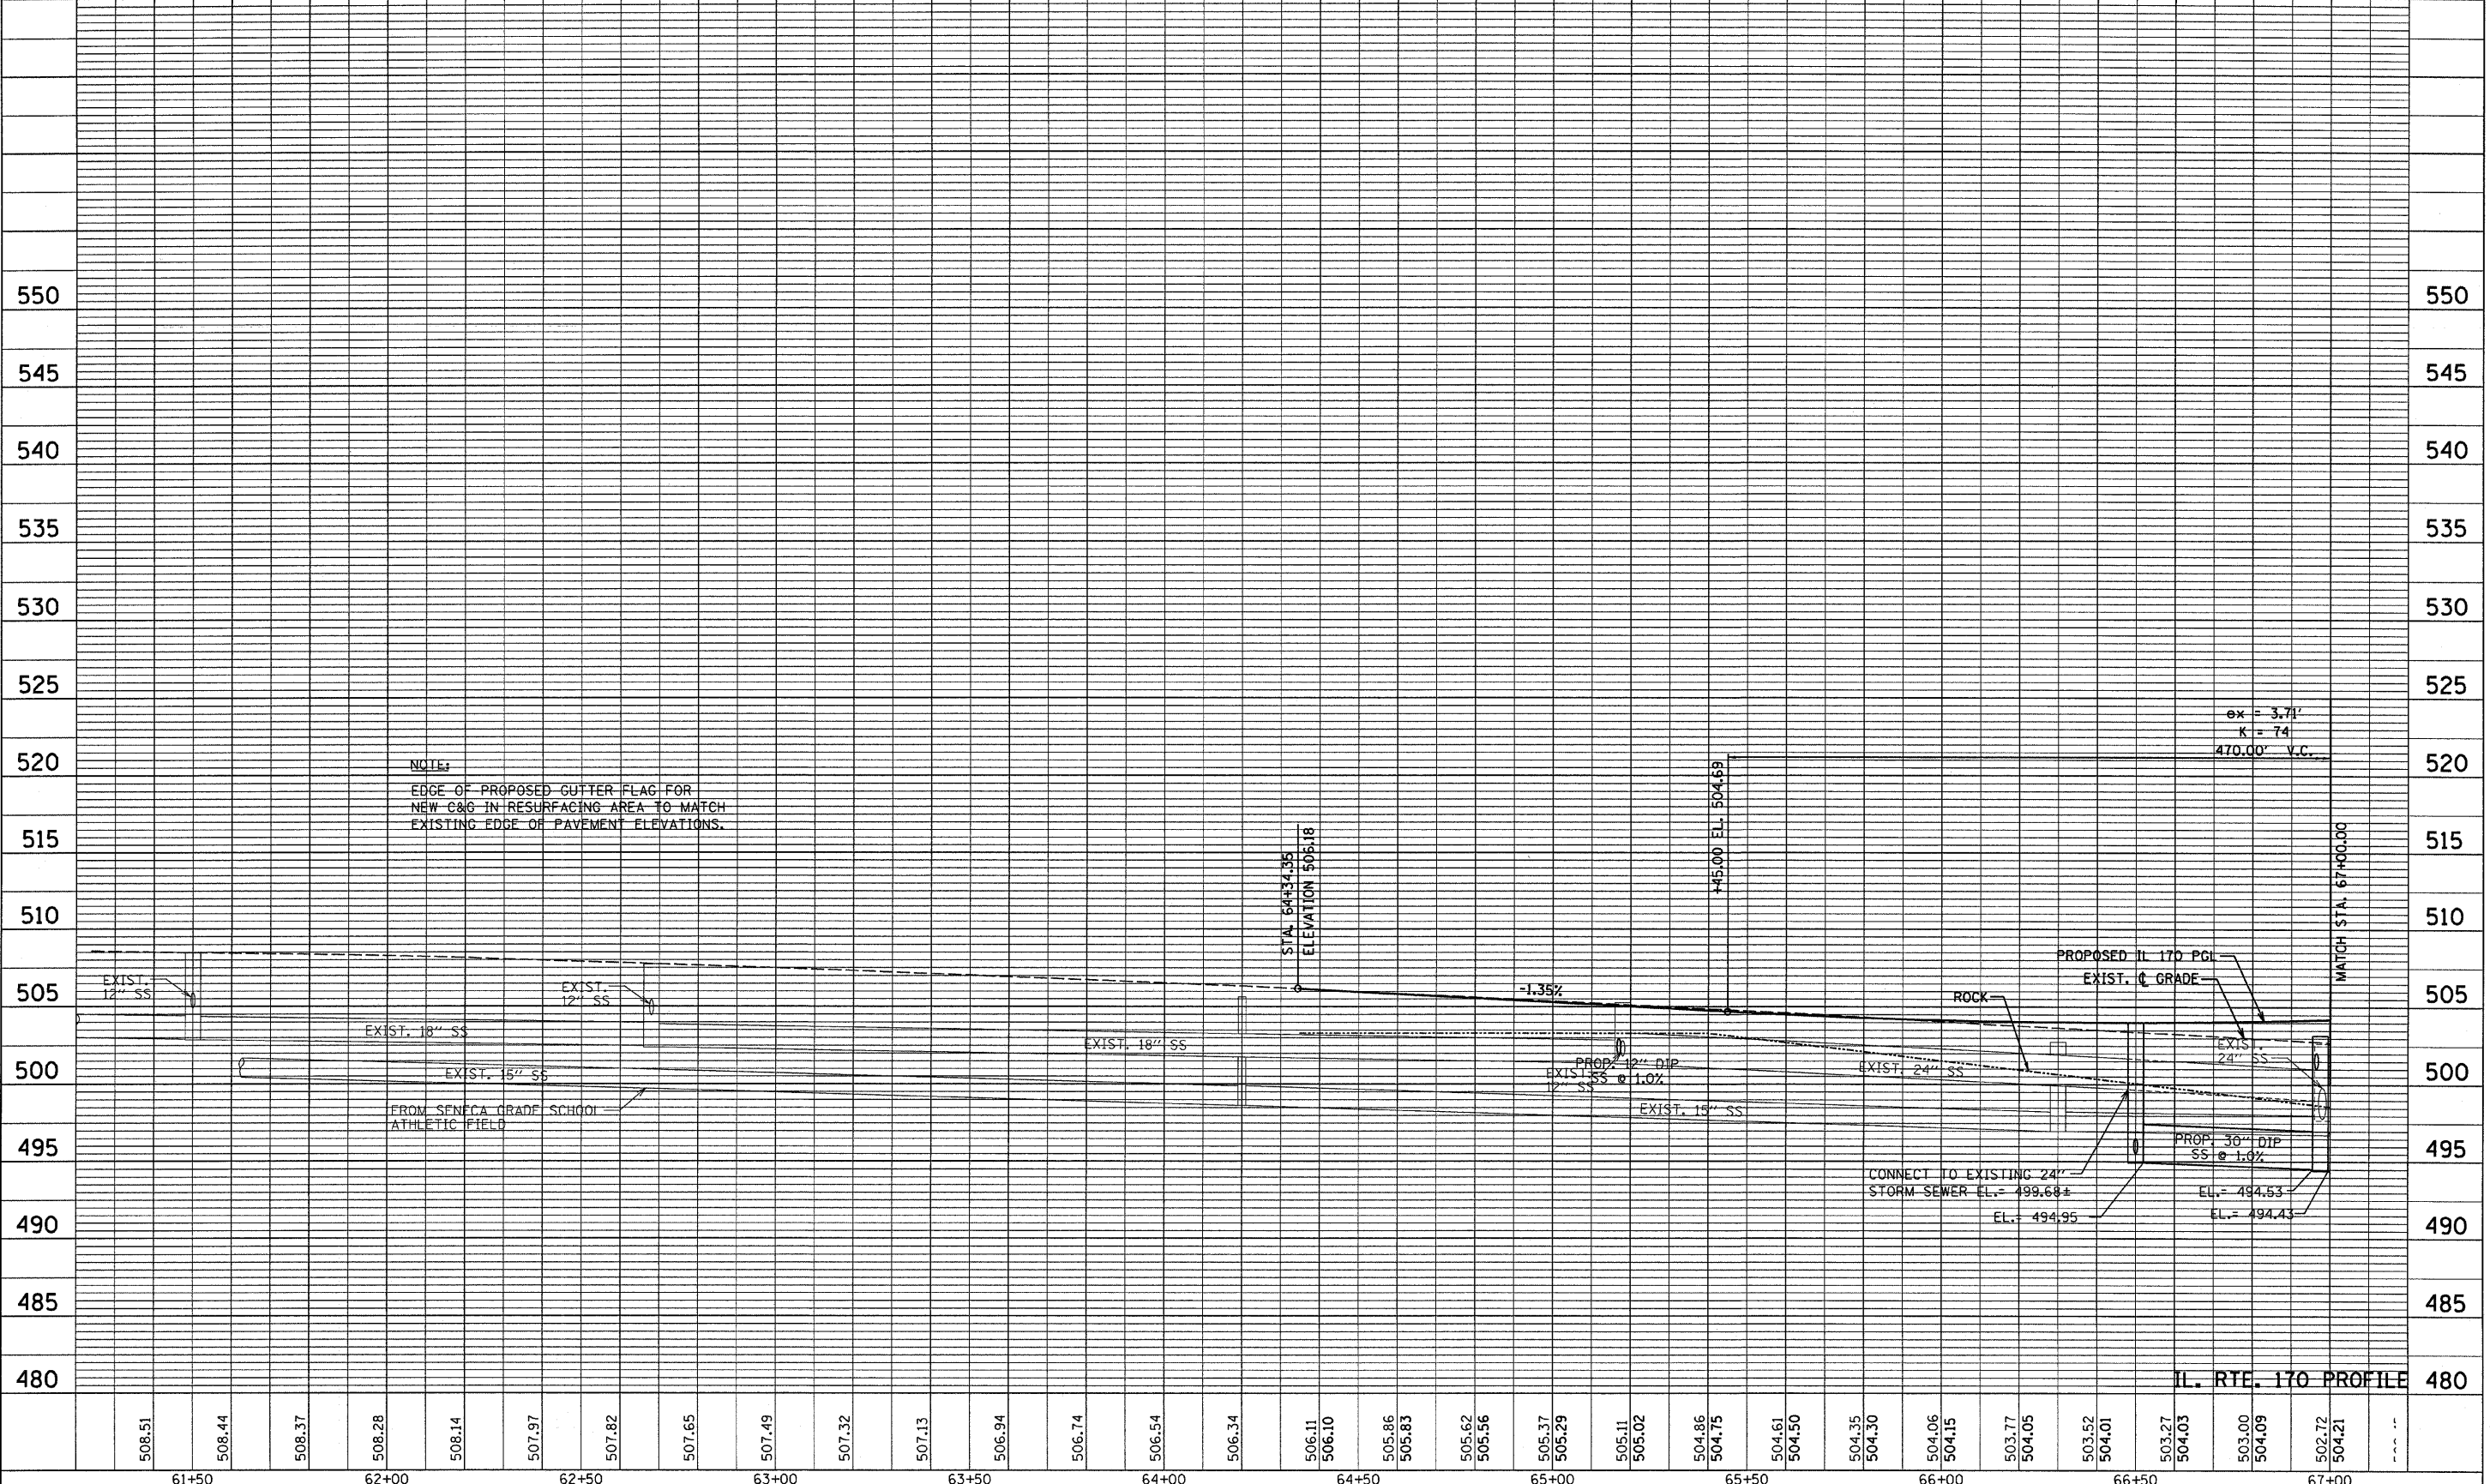 550 550
545 545
540 540
535 535
530 530
525 525
520 520
515 515
510 510
505 505
500 500
495 495
490 490
485 485
480 480
ex = 3.71'
K = 74
470.00' V.C.
NOTE:
EDGE OF PROPOSED GUTTER FLAG FOR
NEW C&G IN RESURFACING AREA TO MATCH
EXISTING EDGE OF PAVEMENT ELEVATIONS.
STA. 64+34.35
ELEVATION 506.18
+45.00 EL. 504.69
MATCH STA. 67+00.00
PROPOSED IL 170 PGL
EXIST. ℄ GRADE
ROCK
-1.35%
EXIST.
12" SS
EXIST.
12" SS
EXIST. 18" SS
EXIST. 18" SS
EXIST. 15" SS
FROM SENECA GRADE SCHOOL
ATHLETIC FIELD
PROP. 12" DIP
SS @ 1.0%
EXIST.
12" SS
EXIST. 24" SS
EXIST. 15" SS
EXIST.
24" SS
PROP. 30" DIP
SS @ 1.0%
CONNECT TO EXISTING 24"
STORM SEWER EL.= 499.68±
EL.= 494.95
EL.= 494.53
EL.= 494.43
IL. RTE. 170 PROFILE
508.51
508.44
508.37
508.28
508.14
507.97
507.82
507.65
507.49
507.32
507.13
506.94
506.74
506.54
506.34
506.11
506.10
505.86
505.83
505.62
505.56
505.37
505.29
505.11
505.02
504.86
504.75
504.61
504.50
504.35
504.30
504.06
504.15
503.77
504.05
503.52
504.01
503.27
504.03
503.00
504.09
502.72
504.21
61+50 62+00 62+50 63+00 63+50 64+00 64+50 65+00 65+50 66+00 66+50 67+00